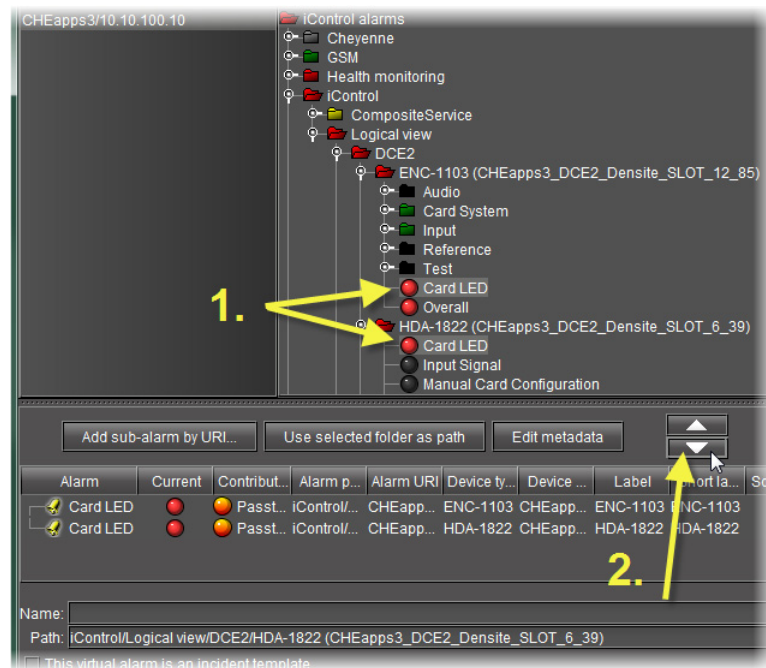 CHEapps3/10.10.100.10
iControl alarms
Cheyenne
GSM
Health monitoring
iControl
CompositeService
Logical view
DCE2
ENC-1103 (CHEapps3_DCE2_Densite_SLOT_12_85)
Audio
Card System
Input
Reference
Test
Card LED
1.
Overall
HDA-1822 (CHEapps3_DCE2_Densite_SLOT_6_39)
Card LED
Input Signal
Manual Card Configuration
Add sub-alarm by URI... Use selected folder as path Edit metadata
Alarm Current Contribut... Alarm p... Alarm URI Device ty... Device ... Label hort la...
Card LED Passt... iControl/... CHEapp... ENC-1103 CHEapp... ENC-1103 ENC-1103
Card LED Passt... iControl/... CHEapp... HDA-1822 CHEapp... HDA-1822 HDA-1822
2.
Name:
Path: iControl/Logical view/DCE2/HDA-1822 (CHEapps3_DCE2_Densite_SLOT_6_39)
This virtual alarm is an incident template